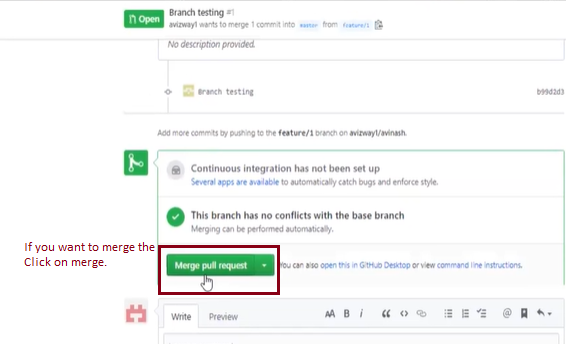 Branch testing #1
Open
avizway1 wants to merge 1 commit into master from feature/1
No description provided.
Branch testing b99d2d3
Add more commits by pushing to the feature/1 branch on avizway1/avinash.
Continuous integration has not been set up
Several apps are available to automatically catch bugs and enforce style.
This branch has no conflicts with the base branch
Merging can be performed automatically.
If you want to merge the
Click on merge.
Merge pull request You can also open this in GitHub Desktop or view command line instructions.
Write Preview AA B i